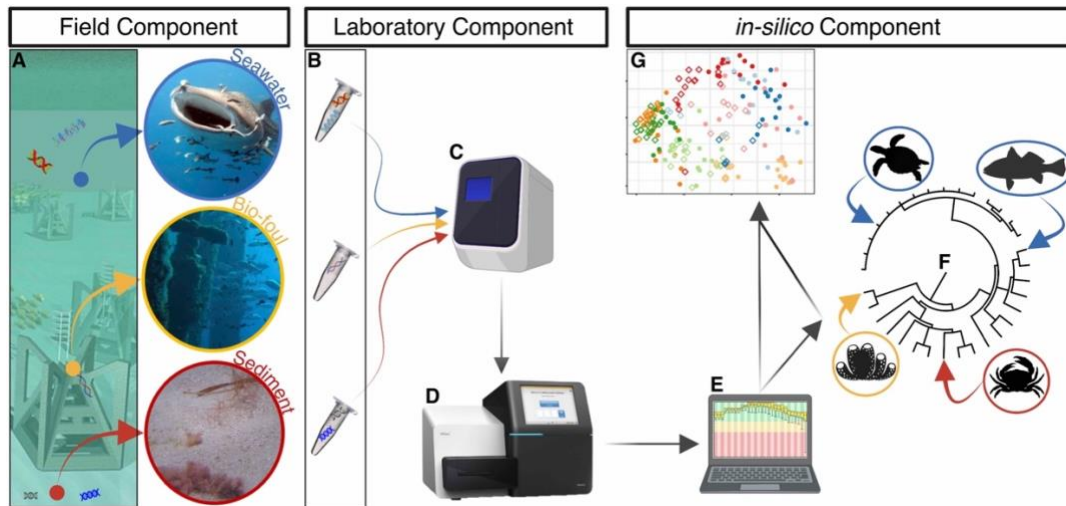 Field Component
Laboratory Component
in-silico Component
A
Seawater
Bio-foul
Sediment
B
C
D
E
F
G